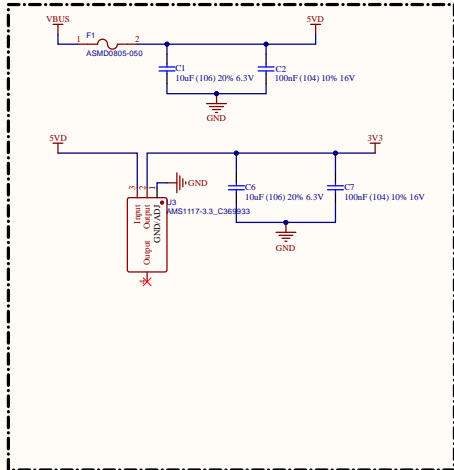 VBUS
5VD
F1
1
2
ASMD0805-050
C1
10uF (106) 20% 6.3V
C2
100nF (104) 10% 16V
GND
5VD
3V3
3
2
1
GND
C6
10uF (106) 20% 6.3V
C7
100nF (104) 10% 16V
U3
AMS1117-3.3_C369933
Input
Output
GND/ADJ
Output
GND